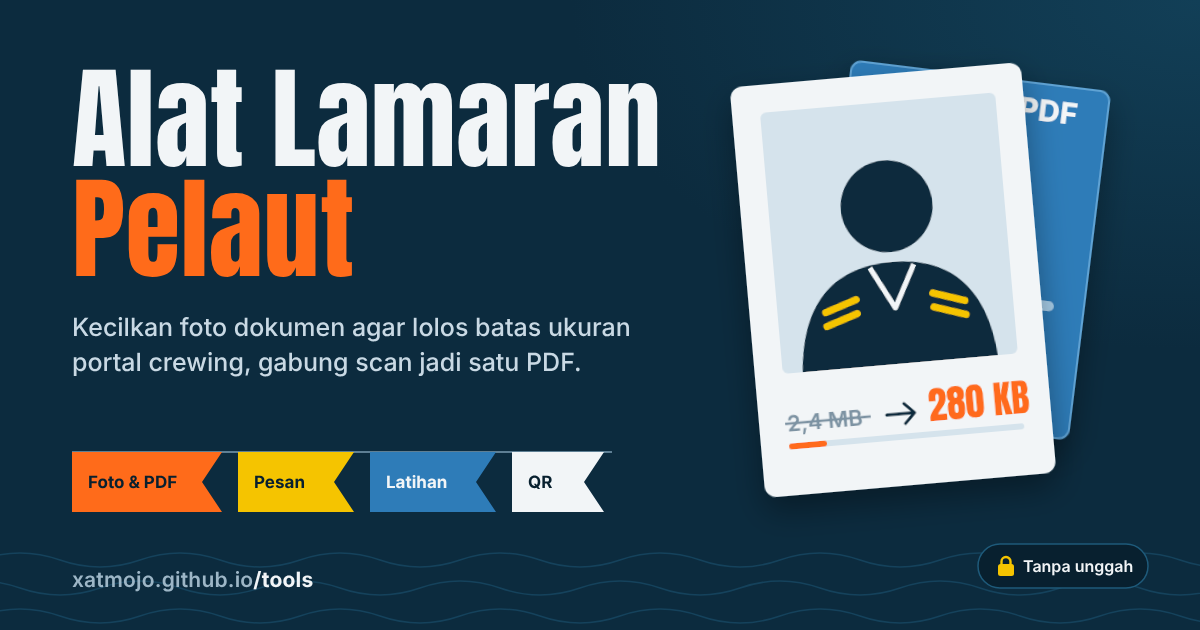 Alat Lamaran
Pelaut
Kecilkan foto dokumen agar lolos batas ukuran
portal crewing, gabung scan jadi satu PDF.
Foto & PDF
Pesan
Latihan
QR
xatmojo.github.io/tools
PDF
2,4 MB → 280 KB
Tanpa unggah